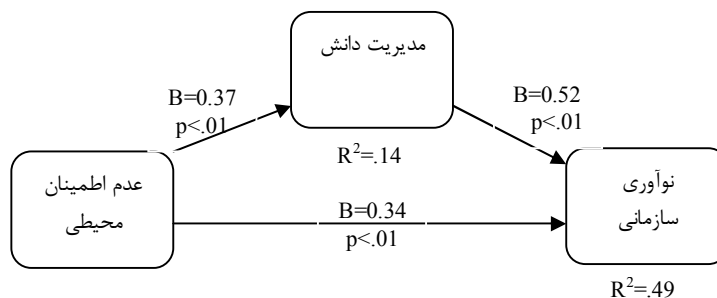 مدیریت دانش
B=0.37
p<.01
B=0.52
p<.01
R²=.14
عدم اطمینان
محیطی
B=0.34
p<.01
نوآوری
سازمانی
R²=.49